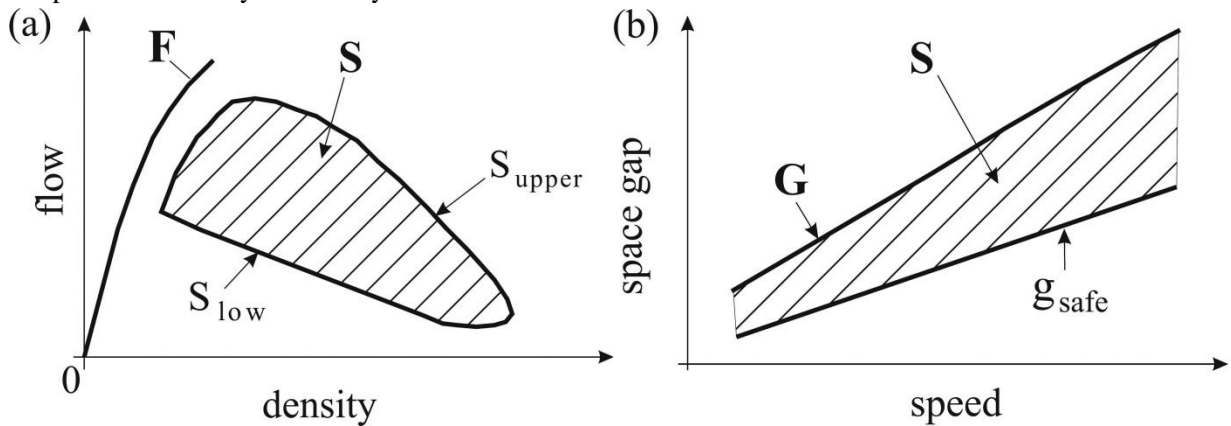 (a)
F
S
S upper
S low
flow
0
density
(b)
S
G
g safe
space gap
speed